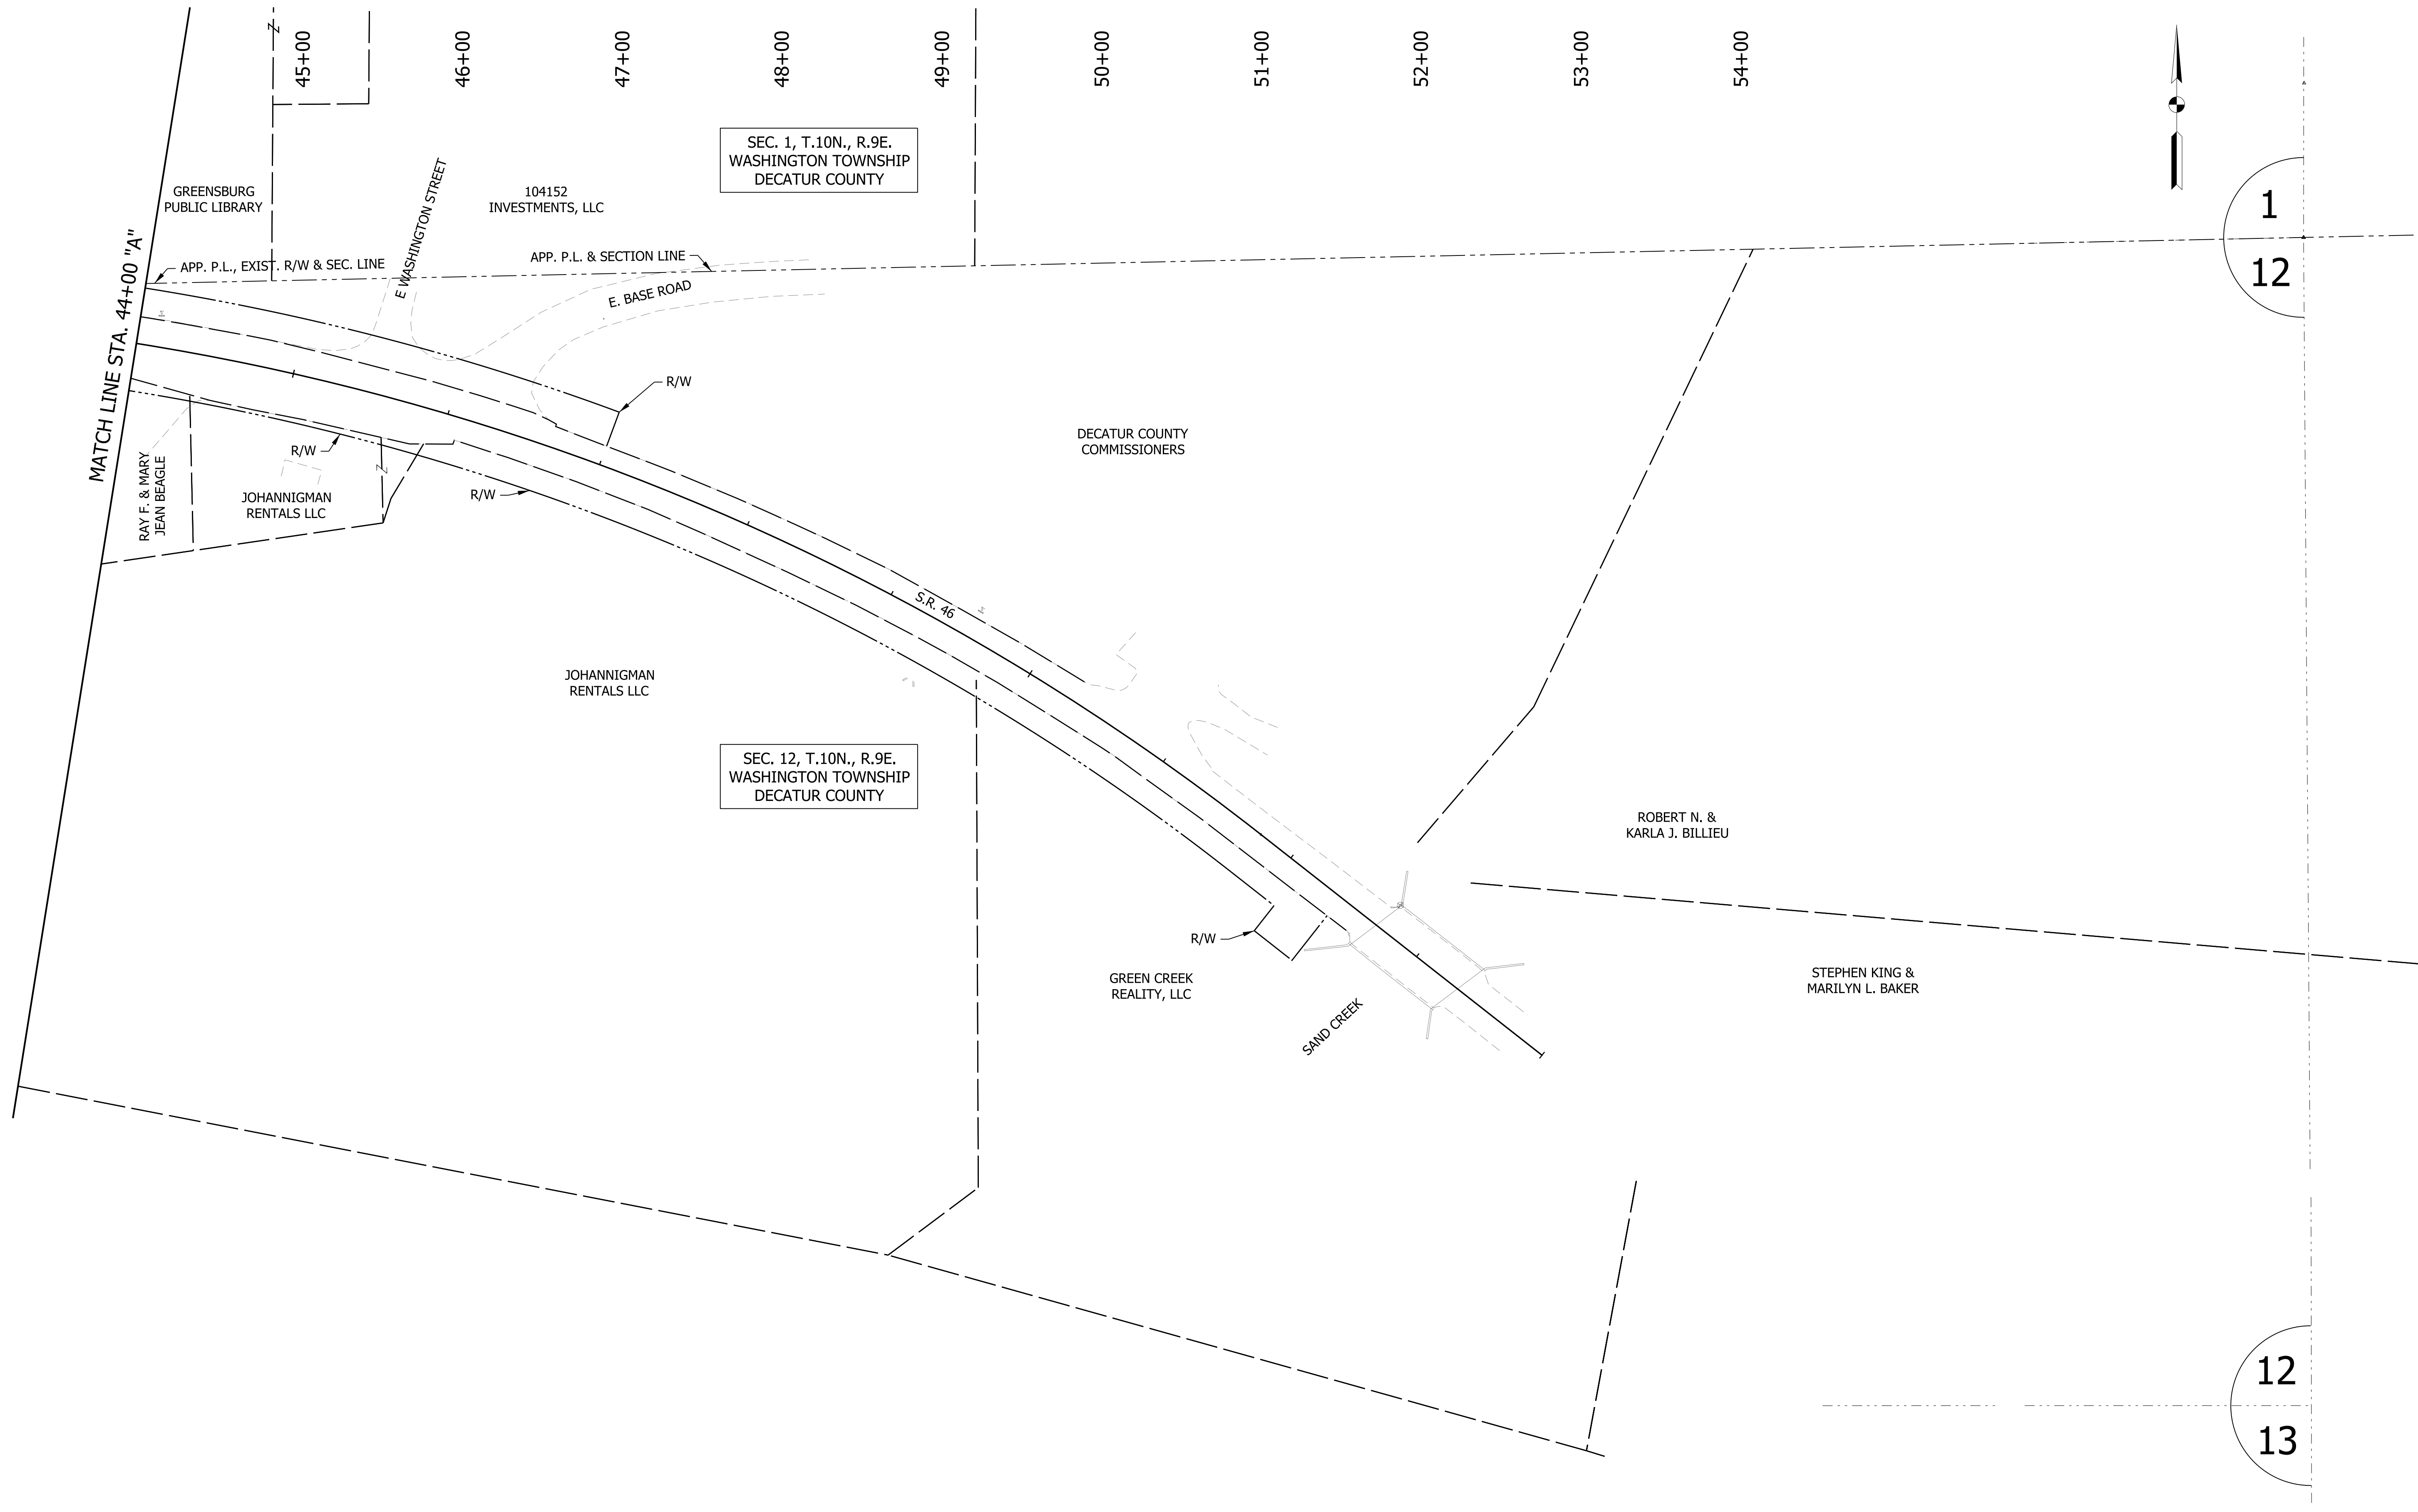 45+00
46+00
47+00
48+00
49+00
50+00
51+00
52+00
53+00
54+00
Z
SEC. 1, T.10N., R.9E.
WASHINGTON TOWNSHIP
DECATUR COUNTY
GREENSBURG
PUBLIC LIBRARY
E WASHINGTON STREET
104152
INVESTMENTS, LLC
1
12
APP. P.L., EXIST. R/W & SEC. LINE
APP. P.L. & SECTION LINE
E. BASE ROAD
MATCH LINE STA. 44+00 "A"
R/W
R/W
R/W
RAY F. & MARY
JEAN BEAGLE
JOHANNIGMAN
RENTALS LLC
Z
DECATUR COUNTY
COMMISSIONERS
S.R. 46
JOHANNIGMAN
RENTALS LLC
SEC. 12, T.10N., R.9E.
WASHINGTON TOWNSHIP
DECATUR COUNTY
ROBERT N. &
KARLA J. BILLIEU
R/W
GREEN CREEK
REALITY, LLC
SAND CREEK
STEPHEN KING &
MARILYN L. BAKER
12
13